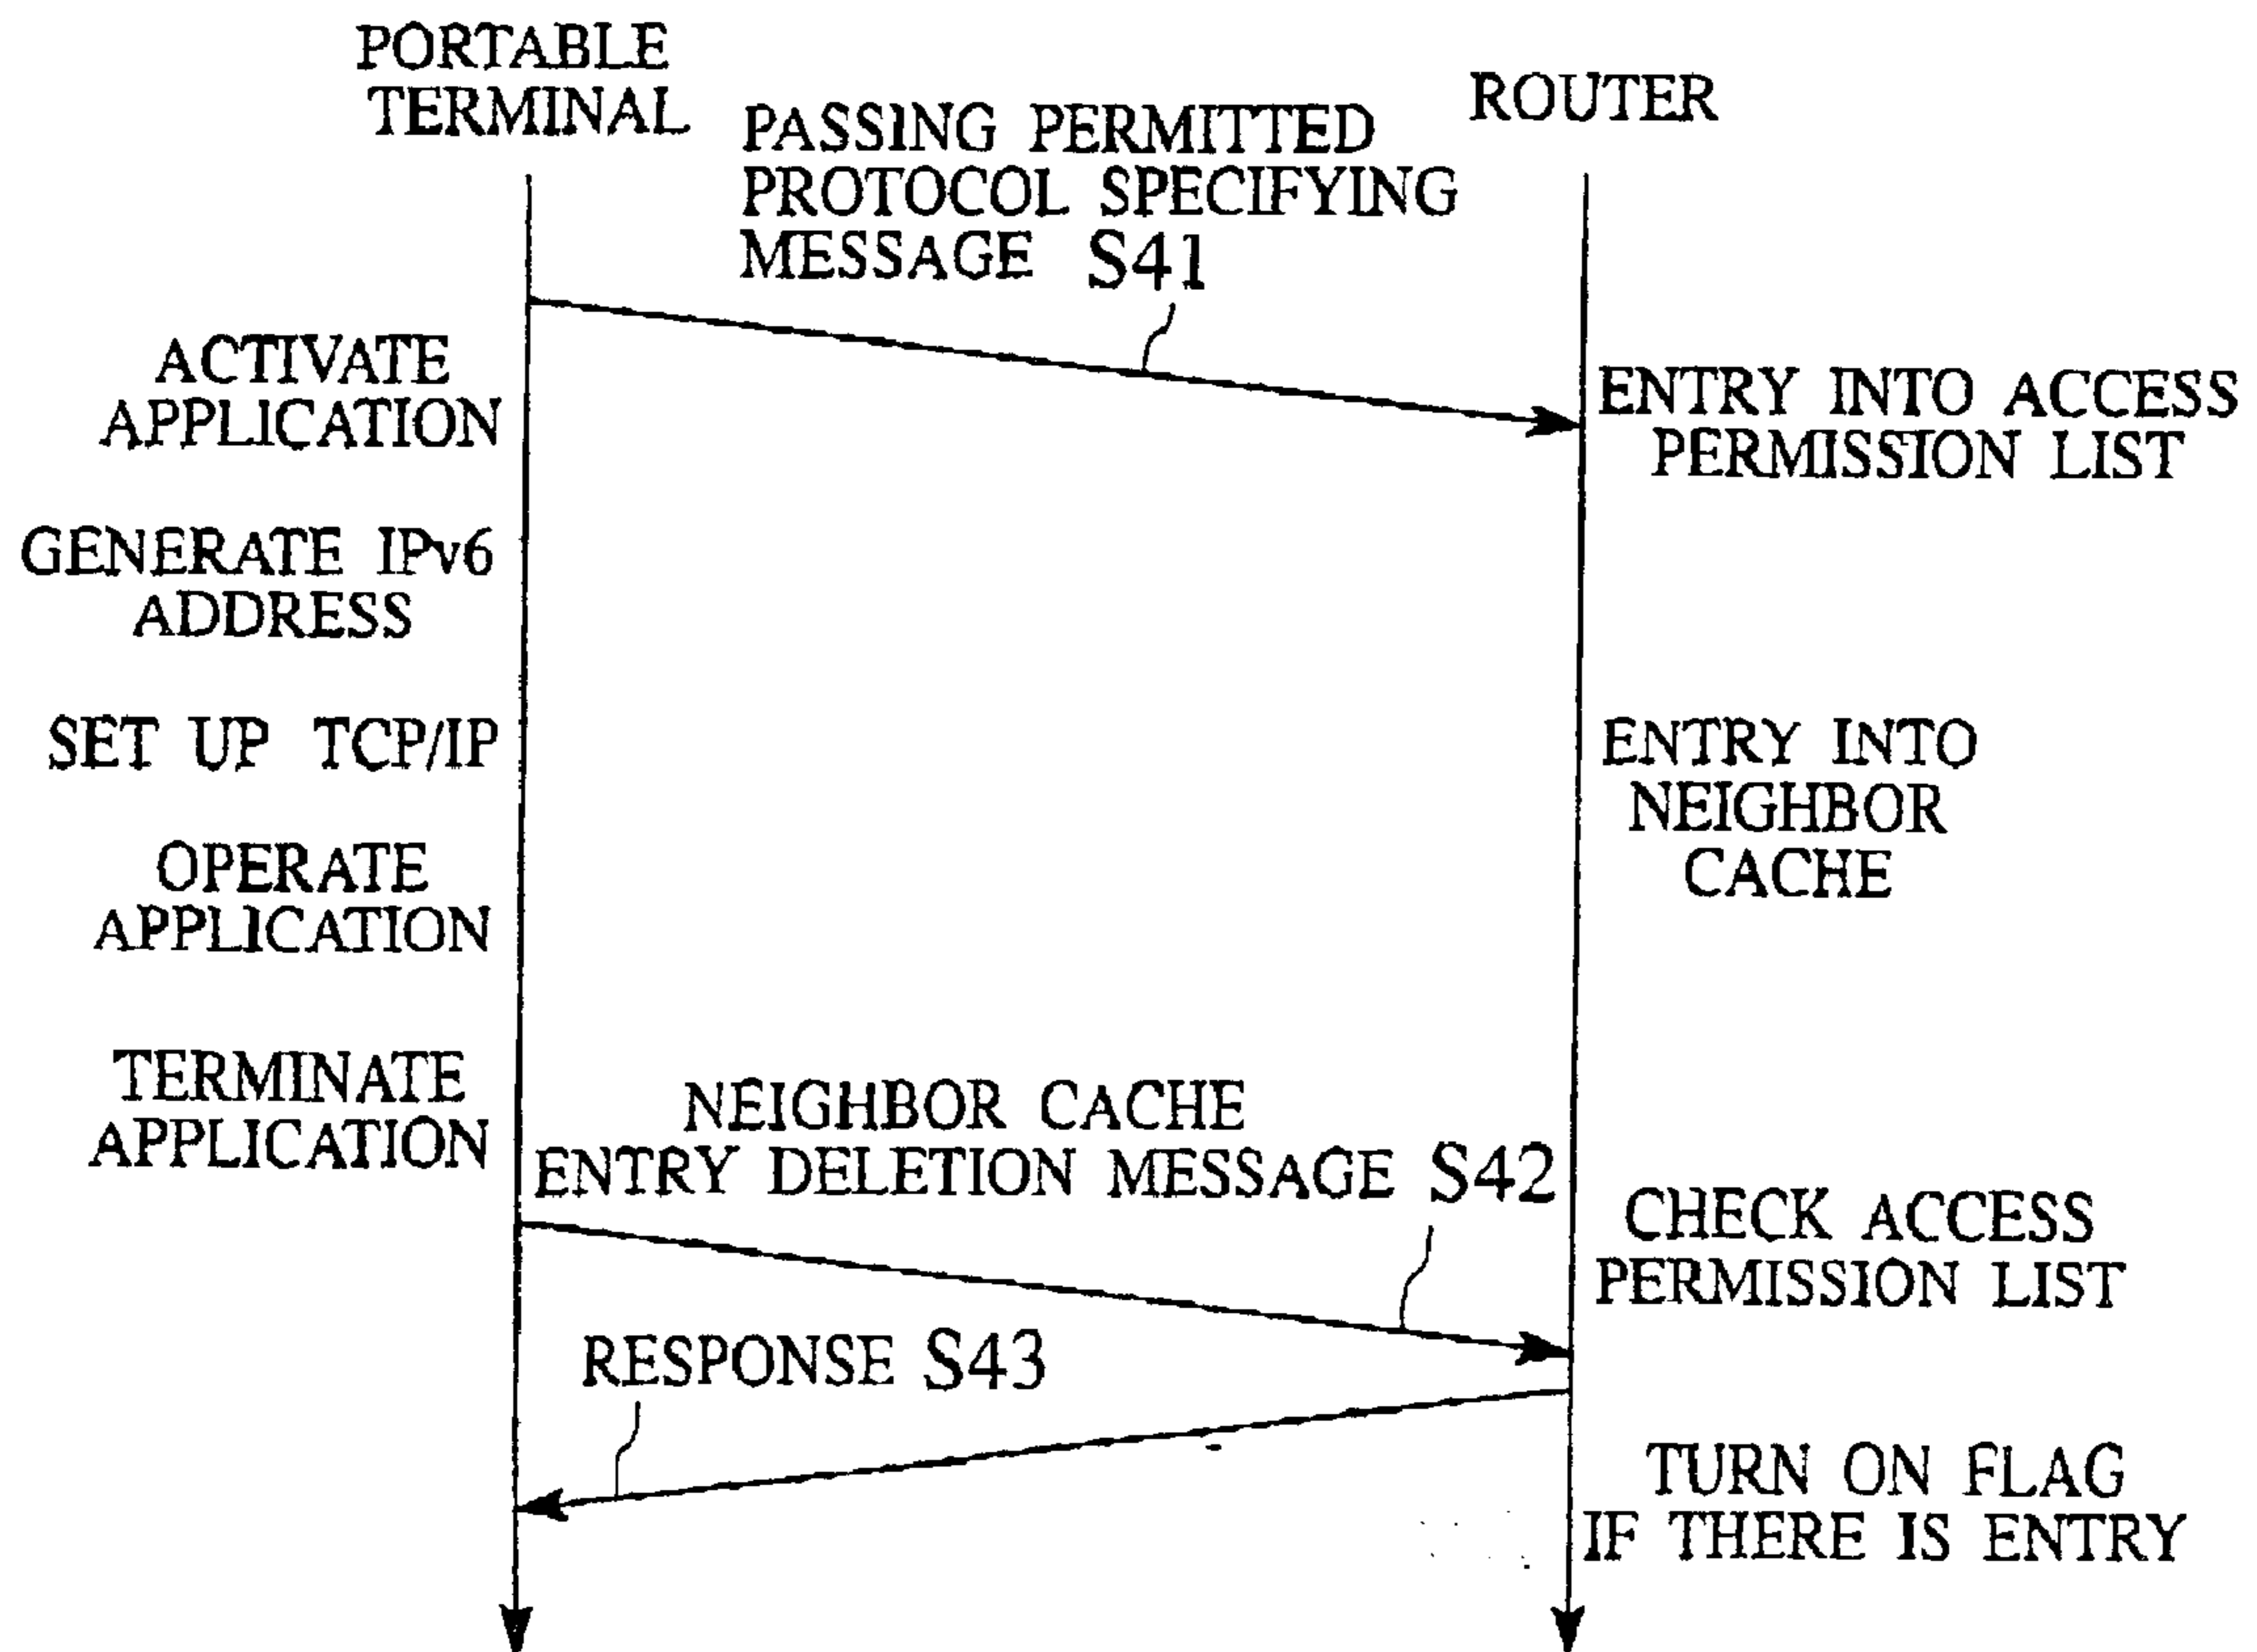 PORTABLE
TERMINAL
ROUTER
PASSING PERMITTED
PROTOCOL SPECIFYING
MESSAGE S41
ACTIVATE
APPLICATION
ENTRY INTO ACCESS
PERMISSION LIST
GENERATE IPv6
ADDRESS
SET UP TCP/IP
ENTRY INTO
NEIGHBOR
CACHE
OPERATE
APPLICATION
TERMINATE
APPLICATION
NEIGHBOR CACHE
ENTRY DELETION MESSAGE S42
CHECK ACCESS
PERMISSION LIST
RESPONSE S43
TURN ON FLAG
IF THERE IS ENTRY